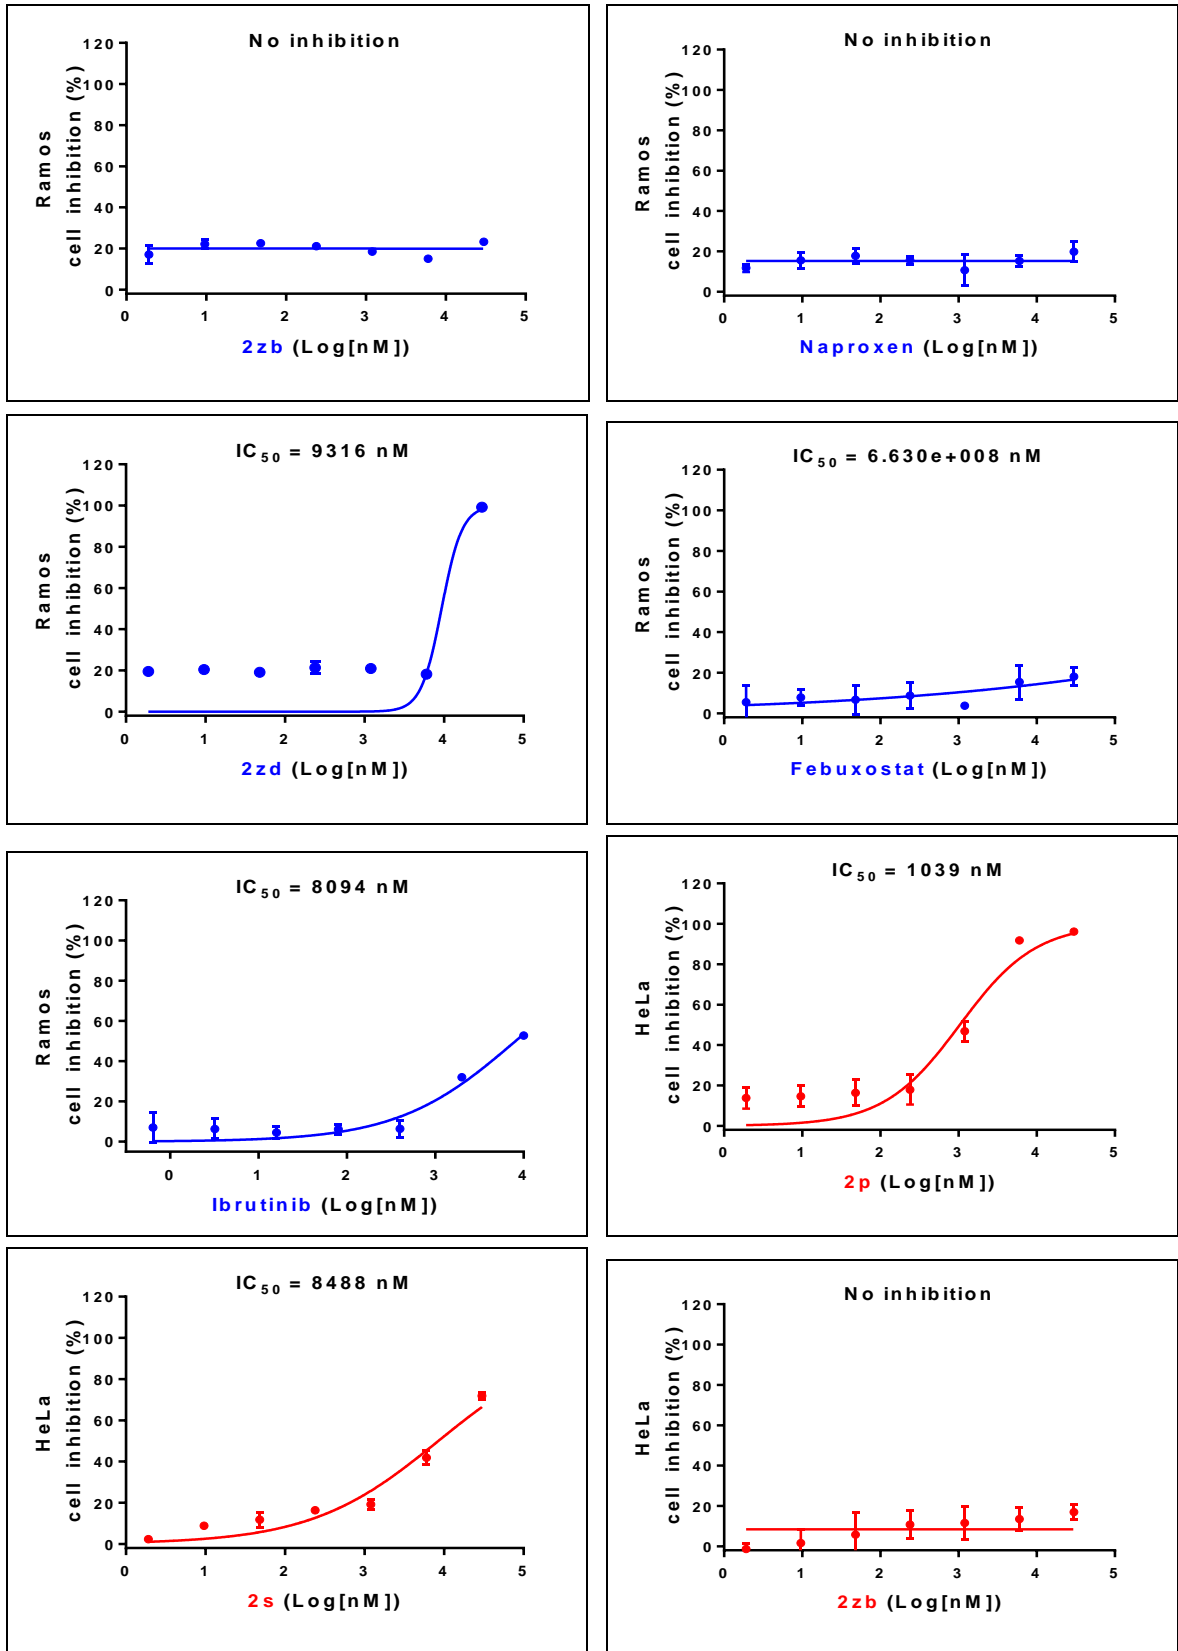 No inhibition
Ramos
cell inhibition (%)
120
100
80
60
40
20
0
0 1 2 3 4 5
2zb (Log[nM])
No inhibition
Ramos
cell inhibition (%)
120
100
80
60
40
20
0
0 1 2 3 4 5
Naproxen (Log[nM])
IC50 = 9316 nM
Ramos
cell inhibition (%)
120
100
80
60
40
20
0
0 1 2 3 4 5
2zd (Log[nM])
IC50 = 6.630e+008 nM
Ramos
cell inhibition (%)
120
100
80
60
40
20
0
0 1 2 3 4 5
Febuxostat (Log[nM])
IC50 = 8094 nM
Ramos
cell inhibition (%)
120
100
80
60
40
20
0
0 1 2 3 4
Ibrutinib (Log[nM])
IC50 = 1039 nM
HeLa
cell inhibition (%)
120
100
80
60
40
20
0
0 1 2 3 4 5
2p (Log[nM])
IC50 = 8488 nM
HeLa
cell inhibition (%)
120
100
80
60
40
20
0
0 1 2 3 4 5
2s (Log[nM])
No inhibition
HeLa
cell inhibition (%)
120
100
80
60
40
20
0
0 1 2 3 4 5
2zb (Log[nM])